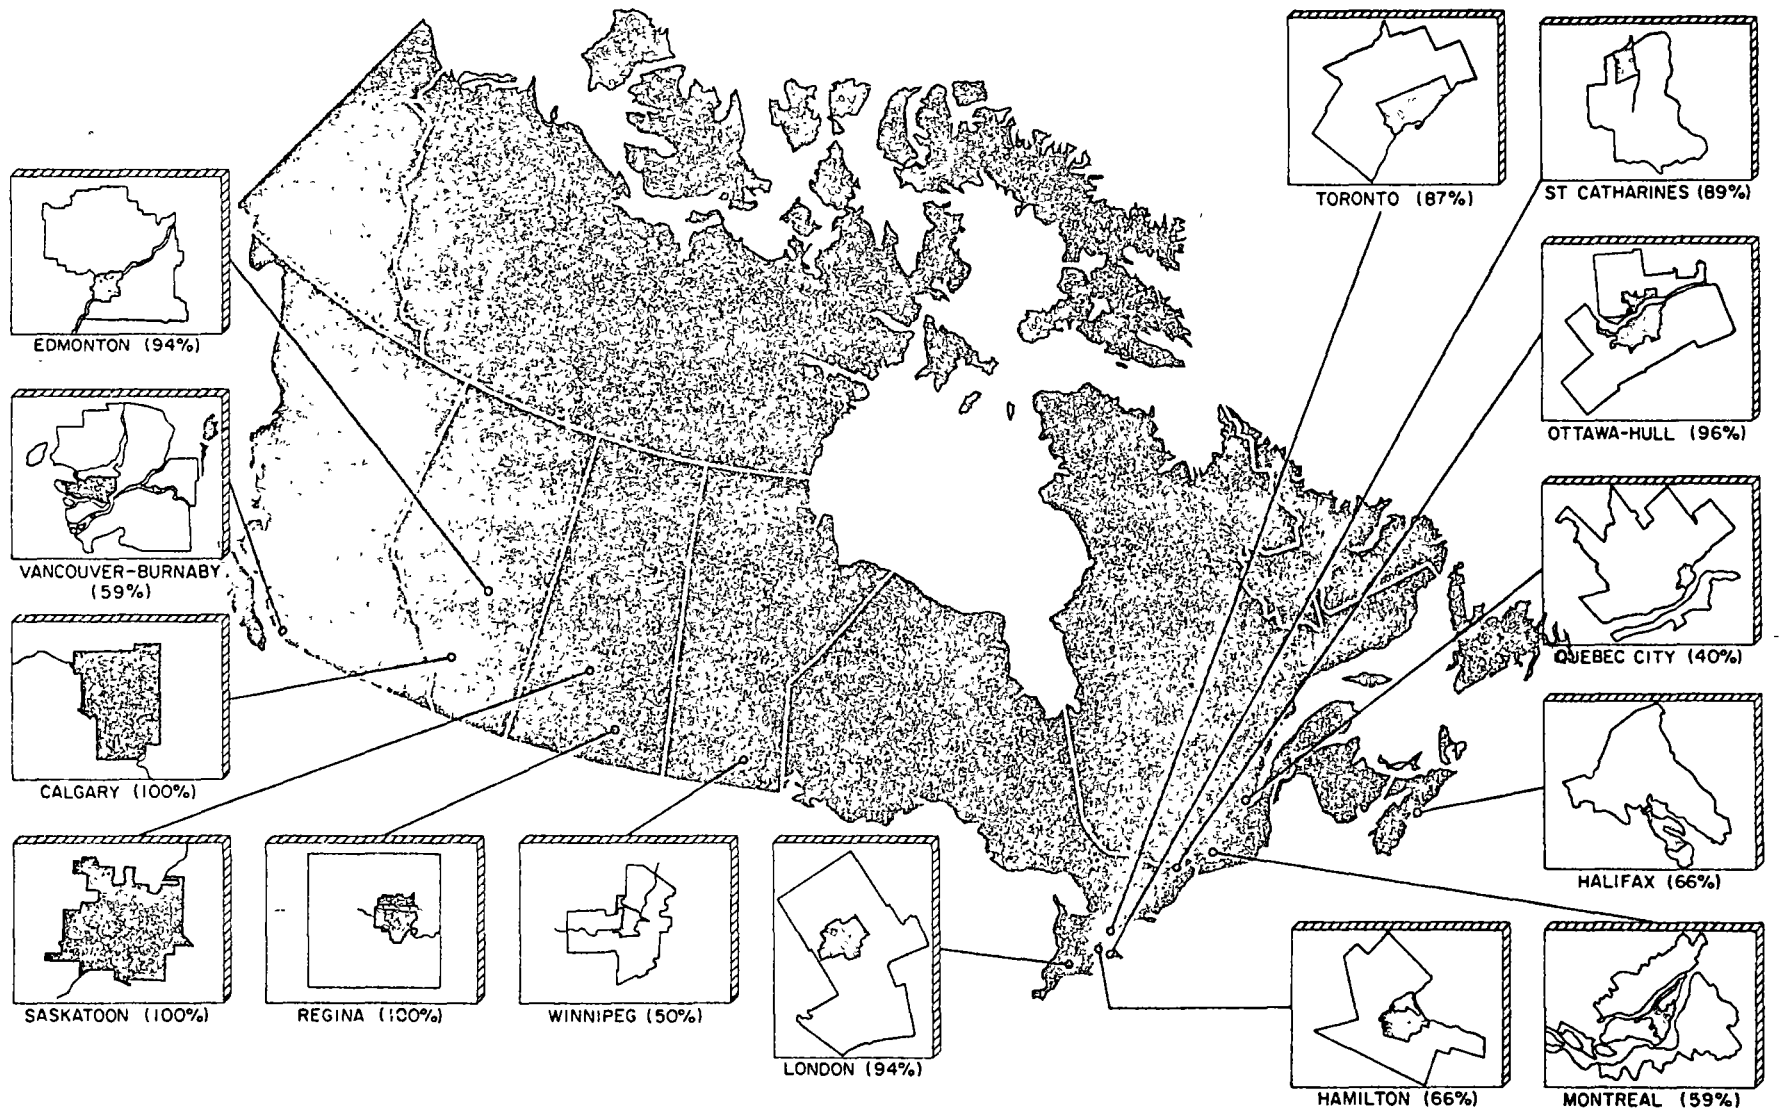 TORONTO (87%)
ST CATHARINES (89%)
EDMONTON (94%)
OTTAWA-HULL (96%)
VANCOUVER-BURNABY
(59%)
QUEBEC CITY (40%)
CALGARY (100%)
HALIFAX (66%)
SASKATOON (100%)
REGINA (100%)
WINNIPEG (50%)
LONDON (94%)
HAMILTON (66%)
MONTREAL (59%)